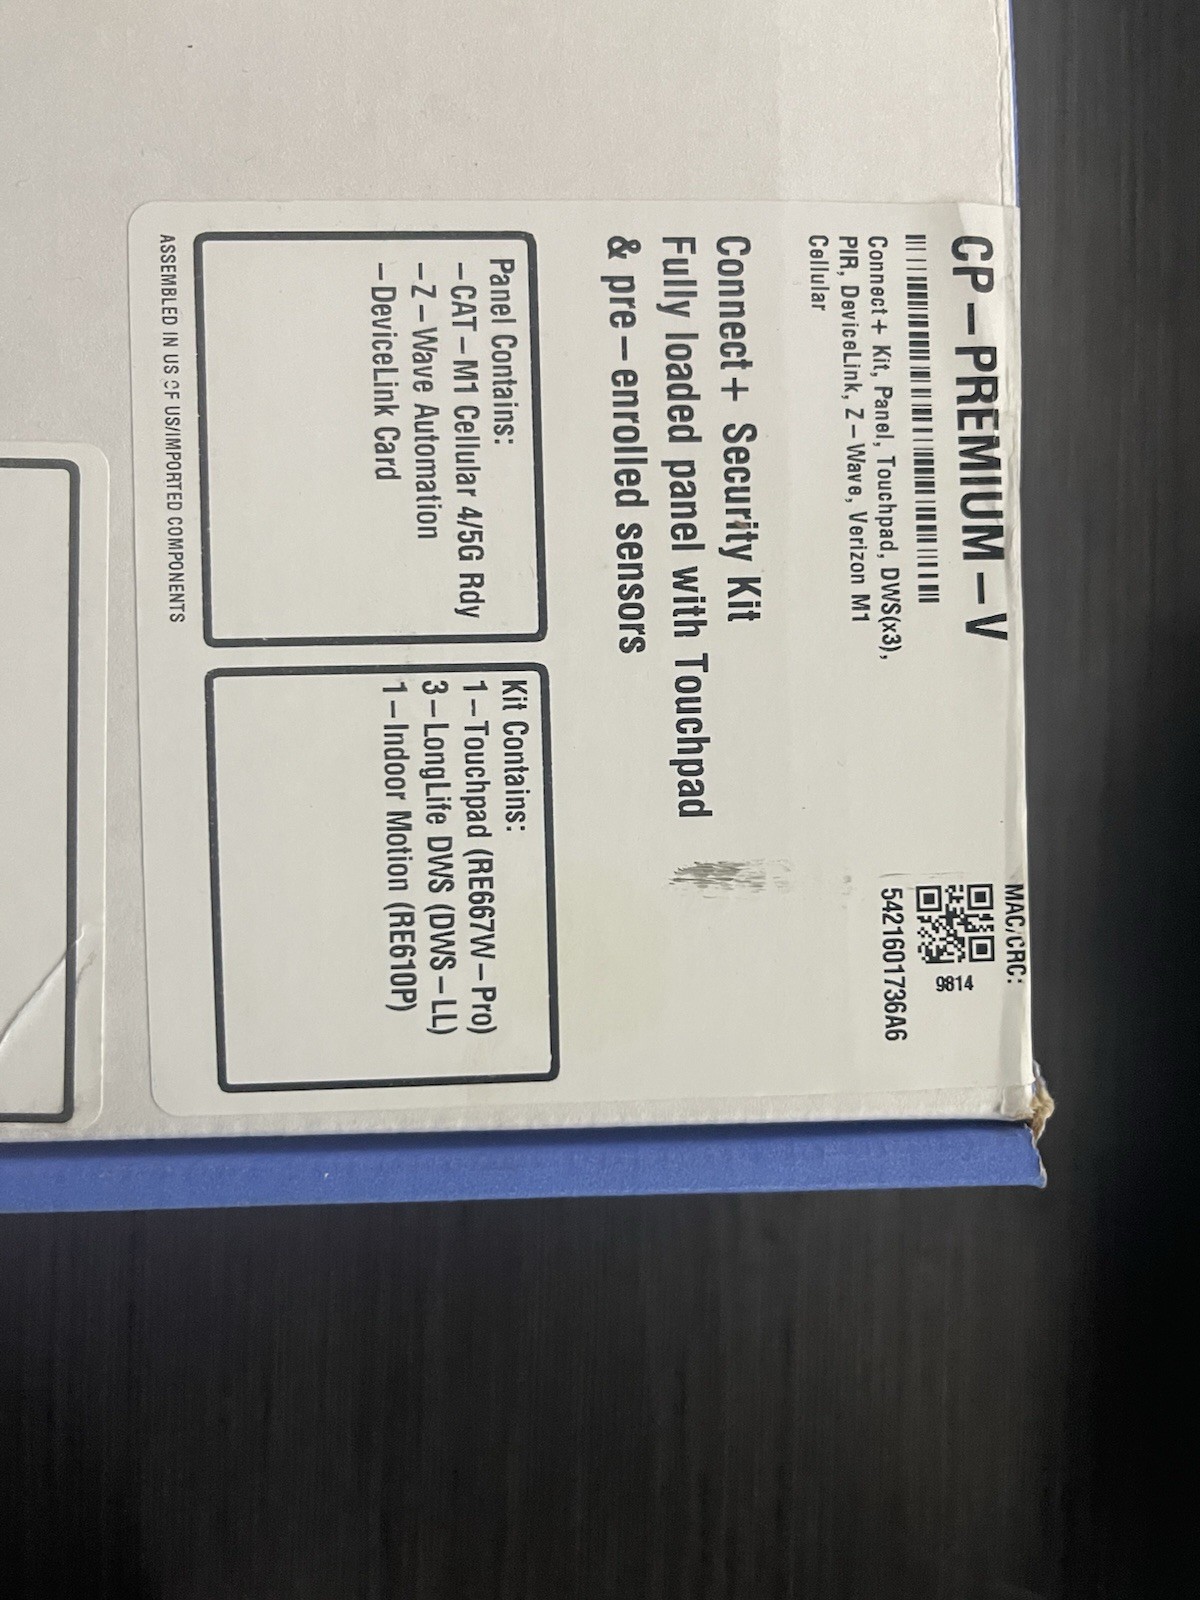 CP-PREMIUM-V
Connect+ Kit, Panel, Touchpad, DWS(x3),
PIR, DeviceLink, Z-Wave, Verizon M1
Cellular
MAC/CRC:
9814
5421601736A6
Connect+ Security Kit
Fully loaded panel with Touchpad
& pre-enrolled sensors
Panel Contains:
-CAT-M1 Cellular 4/5G Rdy
-Z-Wave Automation
-DeviceLink Card
Kit Contains:
1-Touchpad (RE667W-Pro)
3-LongLife DWS (DWS-LL)
1-Indoor Motion (RE610P)
ASSEMBLED IN US OF US/IMPORTED COMPONENTS